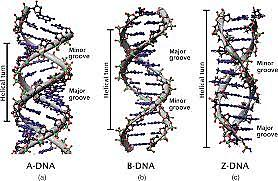 Helical turn
Minor
groove
Major
groove
A-DNA
(a)
Helical turn
Major
groove
Minor
groove
B-DNA
(b)
Helical turn
Minor
groove
Major
groove
Z-DNA
(c)